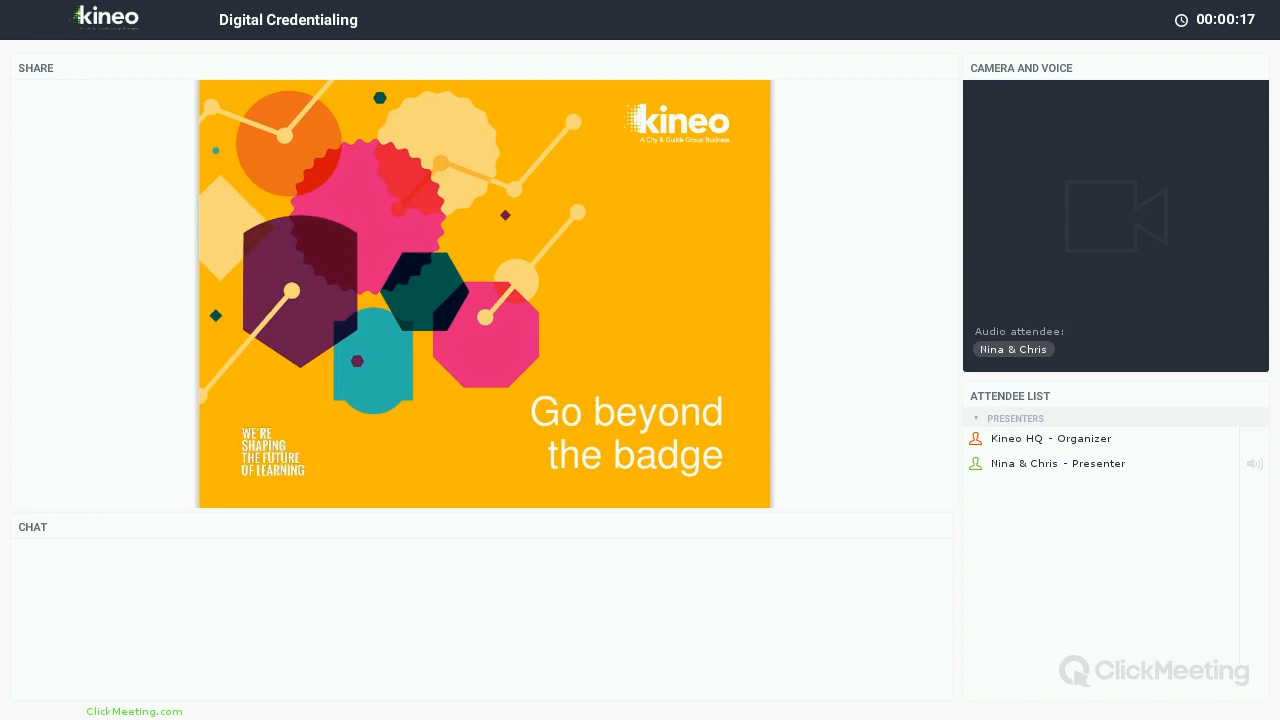 kineo
Digital Credentialing
00:00:17
SHARE
kineo
A City & Guilds Group Business
Go beyond
the badge
WE'RE
SHAPING
THE FUTURE
OF LEARNING
CAMERA AND VOICE
Audio attendee:
Nina & Chris
ATTENDEE LIST
PRESENTERS
Kineo HQ - Organizer
Nina & Chris - Presenter
CHAT
ClickMeeting
ClickMeeting.com